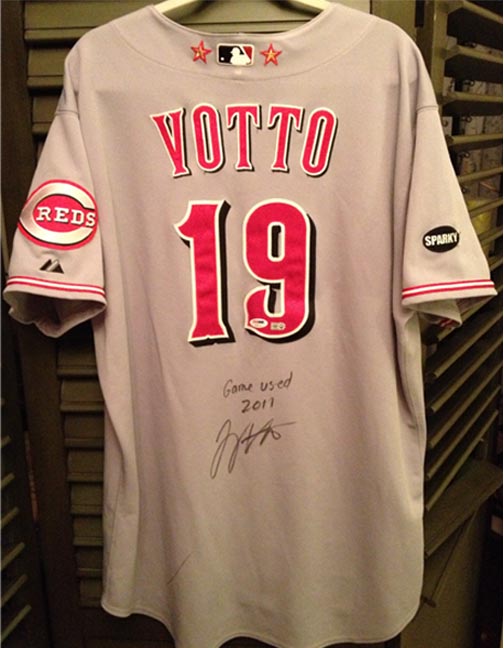 VOTTO
REDS
19
SPARKY
Game used
2011